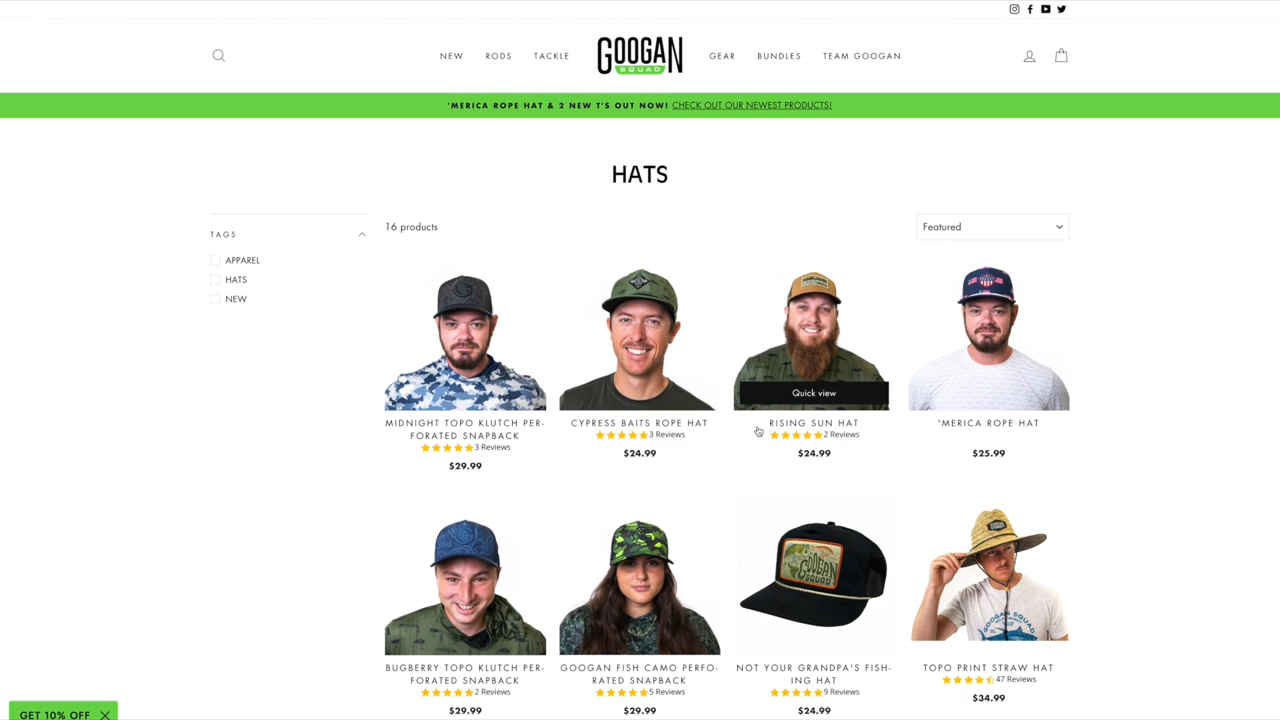 NEW
RODS
TACKLE
GOOGAN
SQUAD
GEAR
BUNDLES
TEAM GOOGAN
'MERICA ROPE HAT & 2 NEW T'S OUT NOW! CHECK OUT OUR NEWEST PRODUCTS!
HATS
TAGS
APPAREL
HATS
NEW
16 products
Featured
Quick view
MIDNIGHT TOPO KLUTCH PER-
FORATED SNAPBACK
3 Reviews
$29.99
CYPRESS BAITS ROPE HAT
3 Reviews
$24.99
RISING SUN HAT
2 Reviews
$24.99
'MERICA ROPE HAT
$25.99
GOOGAN
SQUAD
GOOGAN SQUAD
BUGBERRY TOPO KLUTCH PER-
FORATED SNAPBACK
2 Reviews
$29.99
GOOGAN FISH CAMO PERFO-
RATED SNAPBACK
5 Reviews
$29.99
NOT YOUR GRANDPA'S FISH-
ING HAT
9 Reviews
$24.99
TOPO PRINT STRAW HAT
47 Reviews
$34.99
GET 10% OFF